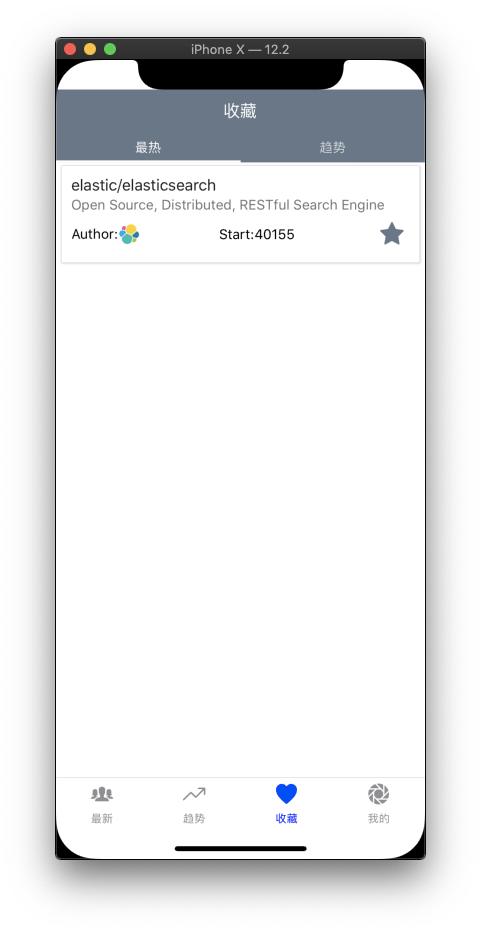 iPhone X — 12.2
收藏
最热 趋势
elastic/elasticsearch
Open Source, Distributed, RESTful Search Engine
Author: Start:40155
最新 趋势 收藏 我的